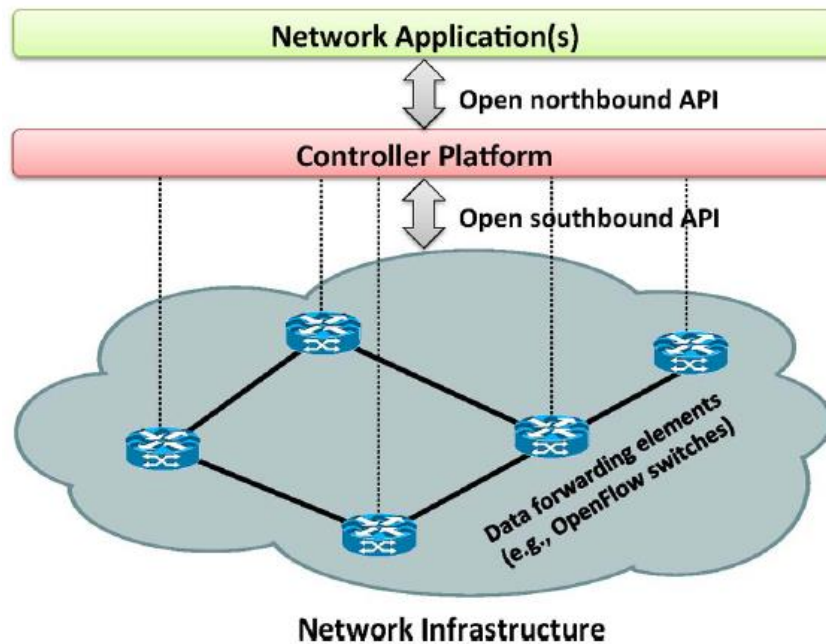 Network Application(s)
Open northbound API
Controller Platform
Open southbound API
Data forwarding elements
(e.g., OpenFlow switches)
Network Infrastructure